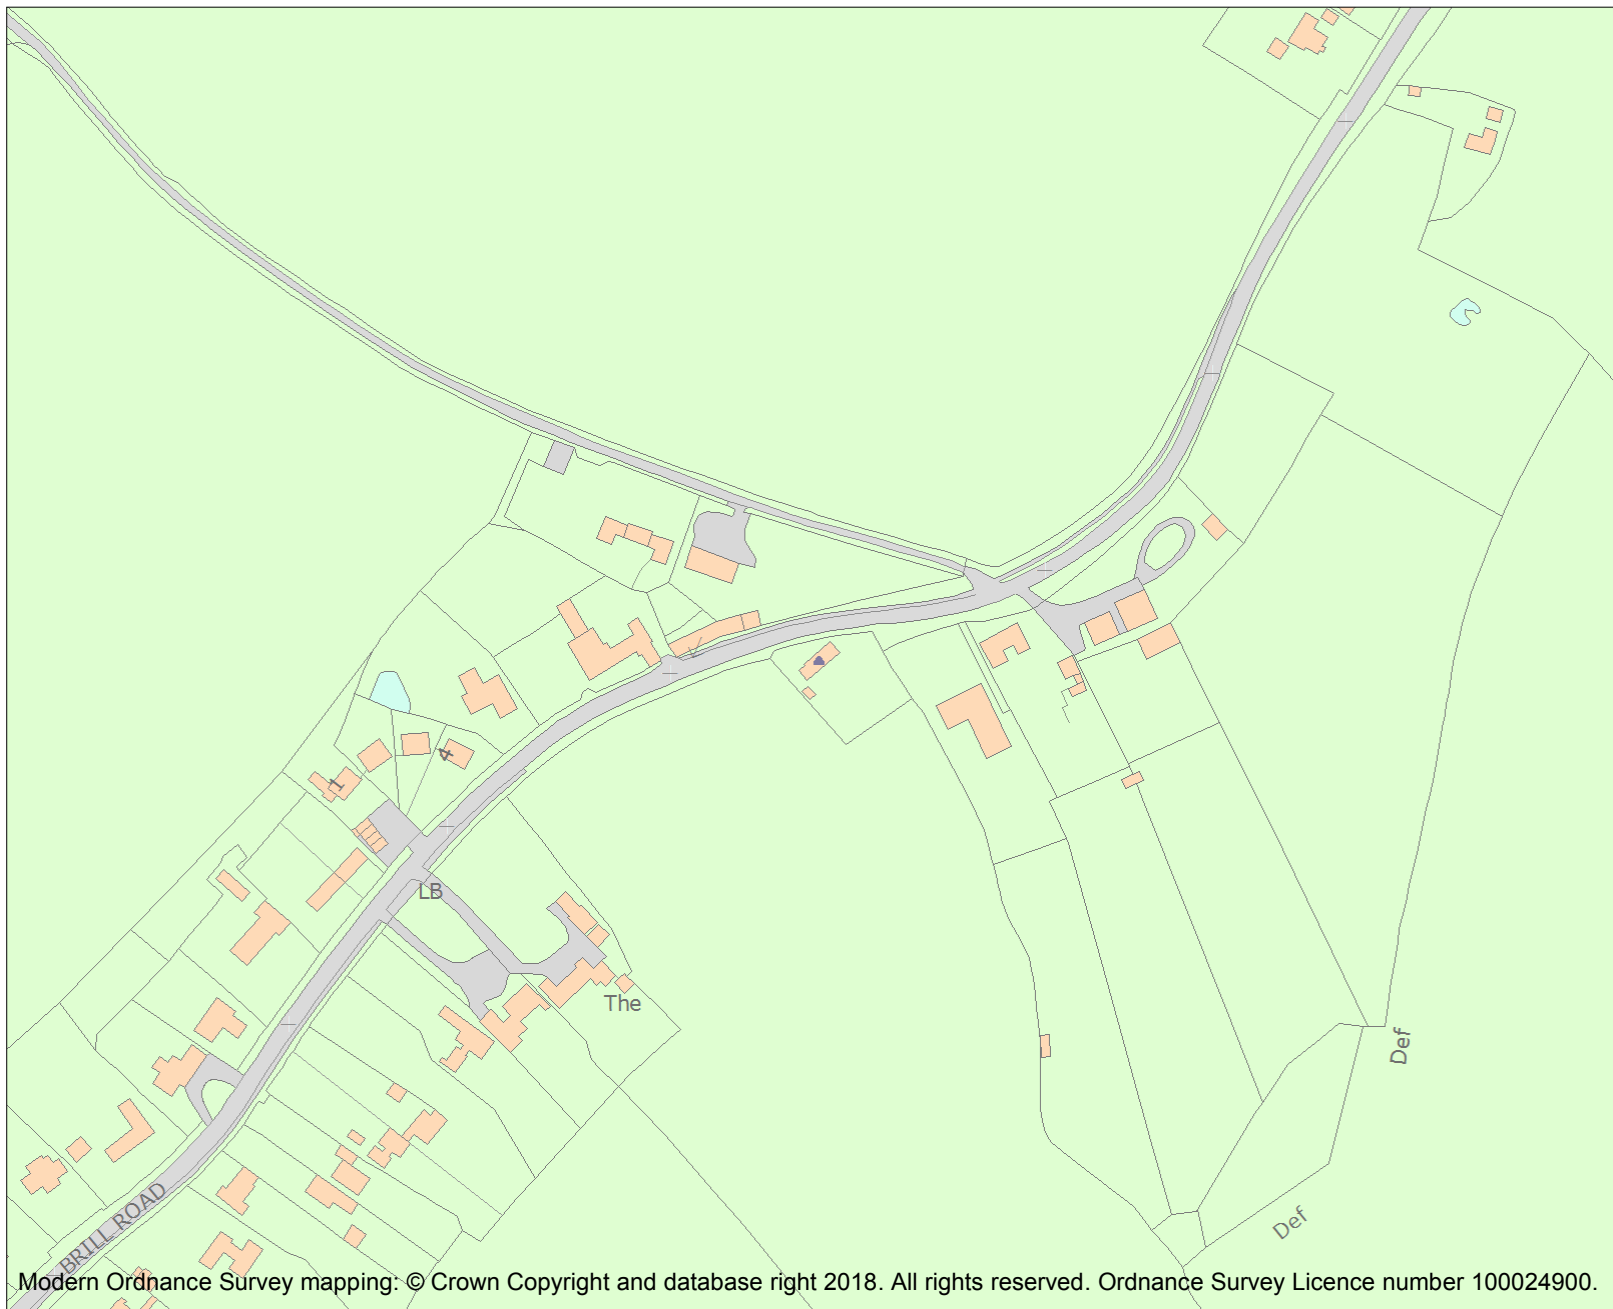 4
1
LB
The
Def
Def
BRILL ROAD
Modern Ordnance Survey mapping: © Crown Copyright and database right 2018. All rights reserved. Ordnance Survey Licence number 100024900.